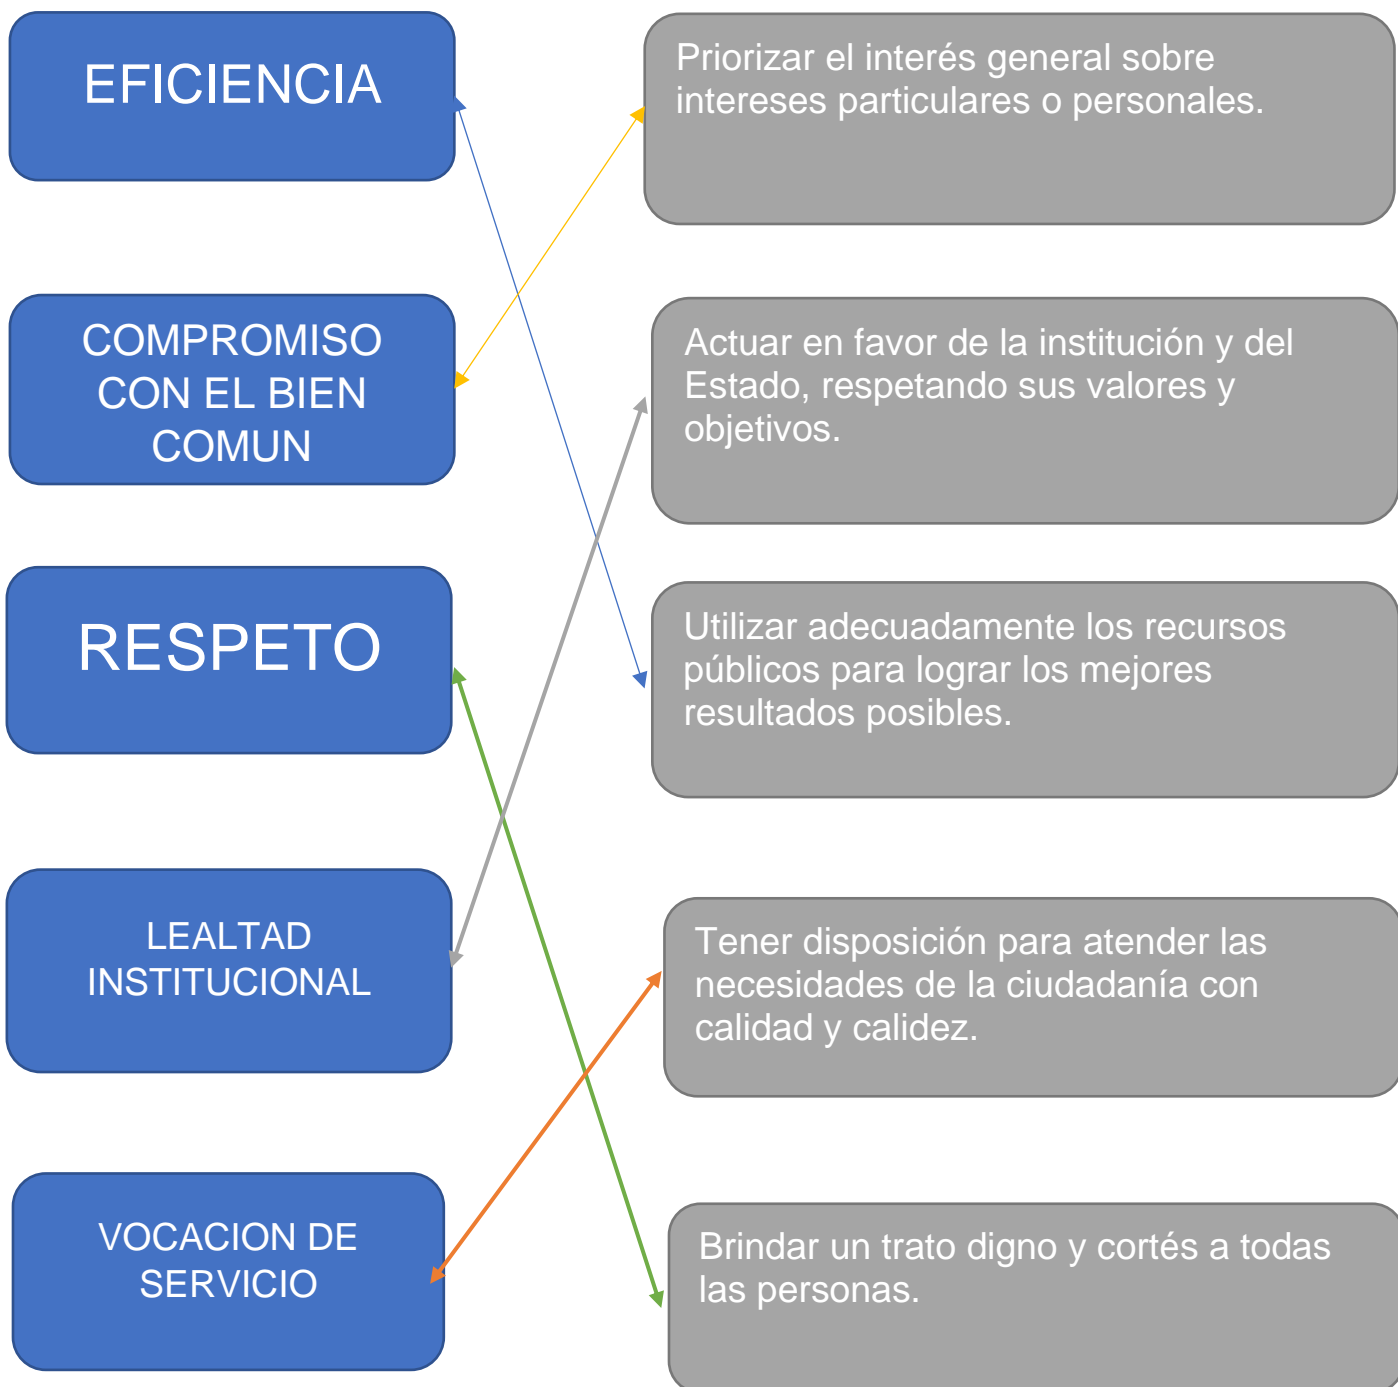 EFICIENCIA
Priorizar el interés general sobre
intereses particulares o personales.
COMPROMISO
CON EL BIEN
COMUN
Actuar en favor de la institución y del
Estado, respetando sus valores y
objetivos.
RESPETO
Utilizar adecuadamente los recursos
públicos para lograr los mejores
resultados posibles.
LEALTAD
INSTITUCIONAL
Tener disposición para atender las
necesidades de la ciudadanía con
calidad y calidez.
VOCACION DE
SERVICIO
Brindar un trato digno y cortés a todas
las personas.